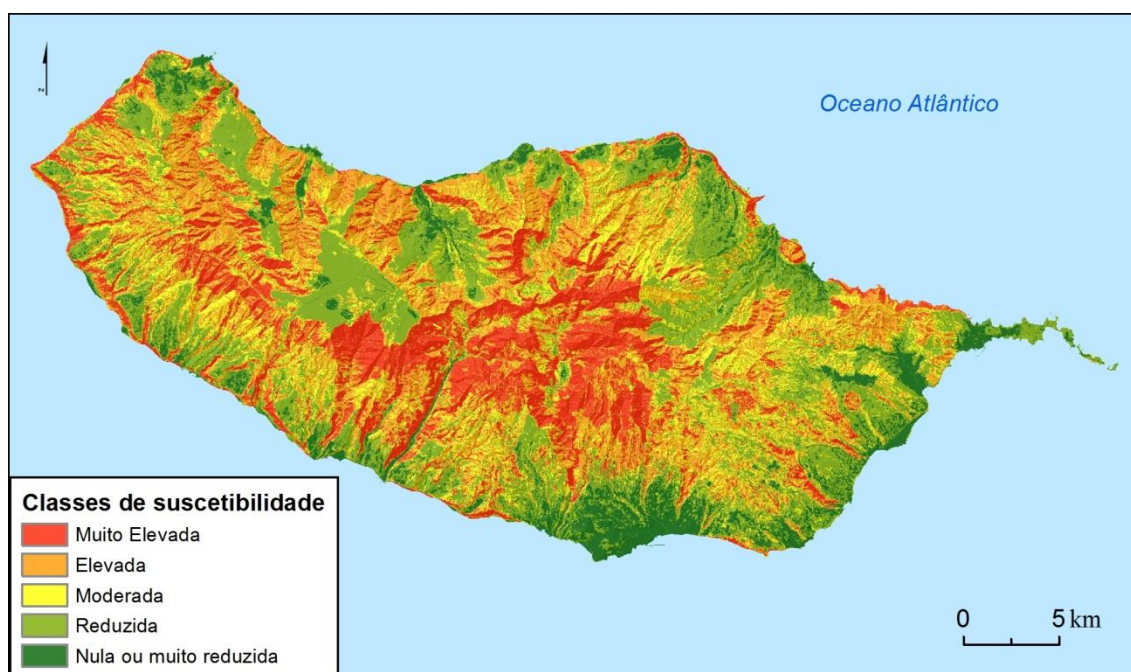 z
Oceano Atlântico
Classes de suscetibilidade
Muito Elevada
Elevada
Moderada
Reduzida
Nula ou muito reduzida
0 5 km